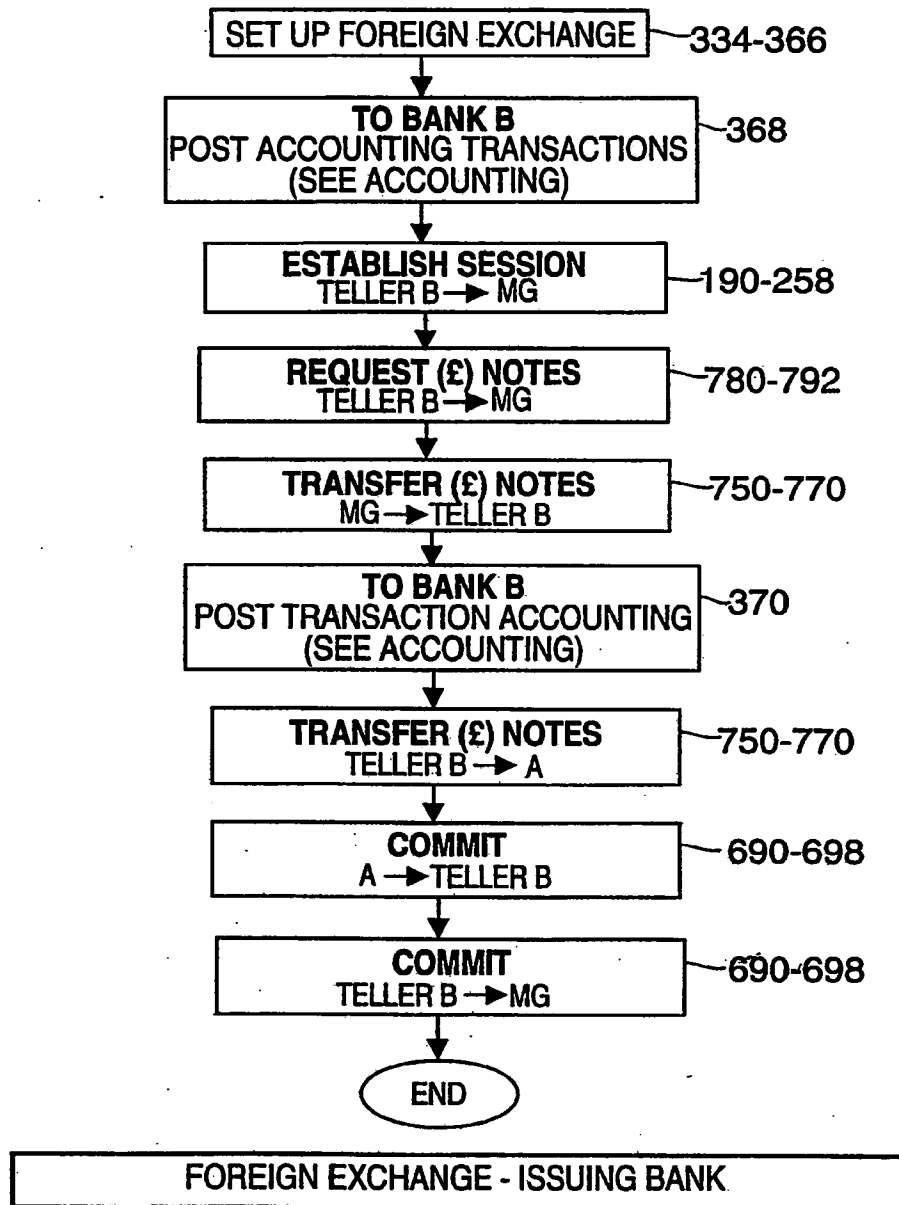 SET UP FOREIGN EXCHANGE 334-366
TO BANK B
POST ACCOUNTING TRANSACTIONS
(SEE ACCOUNTING)
368
ESTABLISH SESSION
TELLER B → MG
190-258
REQUEST (£) NOTES
TELLER B → MG
780-792
TRANSFER (£) NOTES
MG → TELLER B
750-770
TO BANK B
POST TRANSACTION ACCOUNTING
(SEE ACCOUNTING)
370
TRANSFER (£) NOTES
TELLER B → A
750-770
COMMIT
A → TELLER B
690-698
COMMIT
TELLER B → MG
690-698
END
FOREIGN EXCHANGE - ISSUING BANK